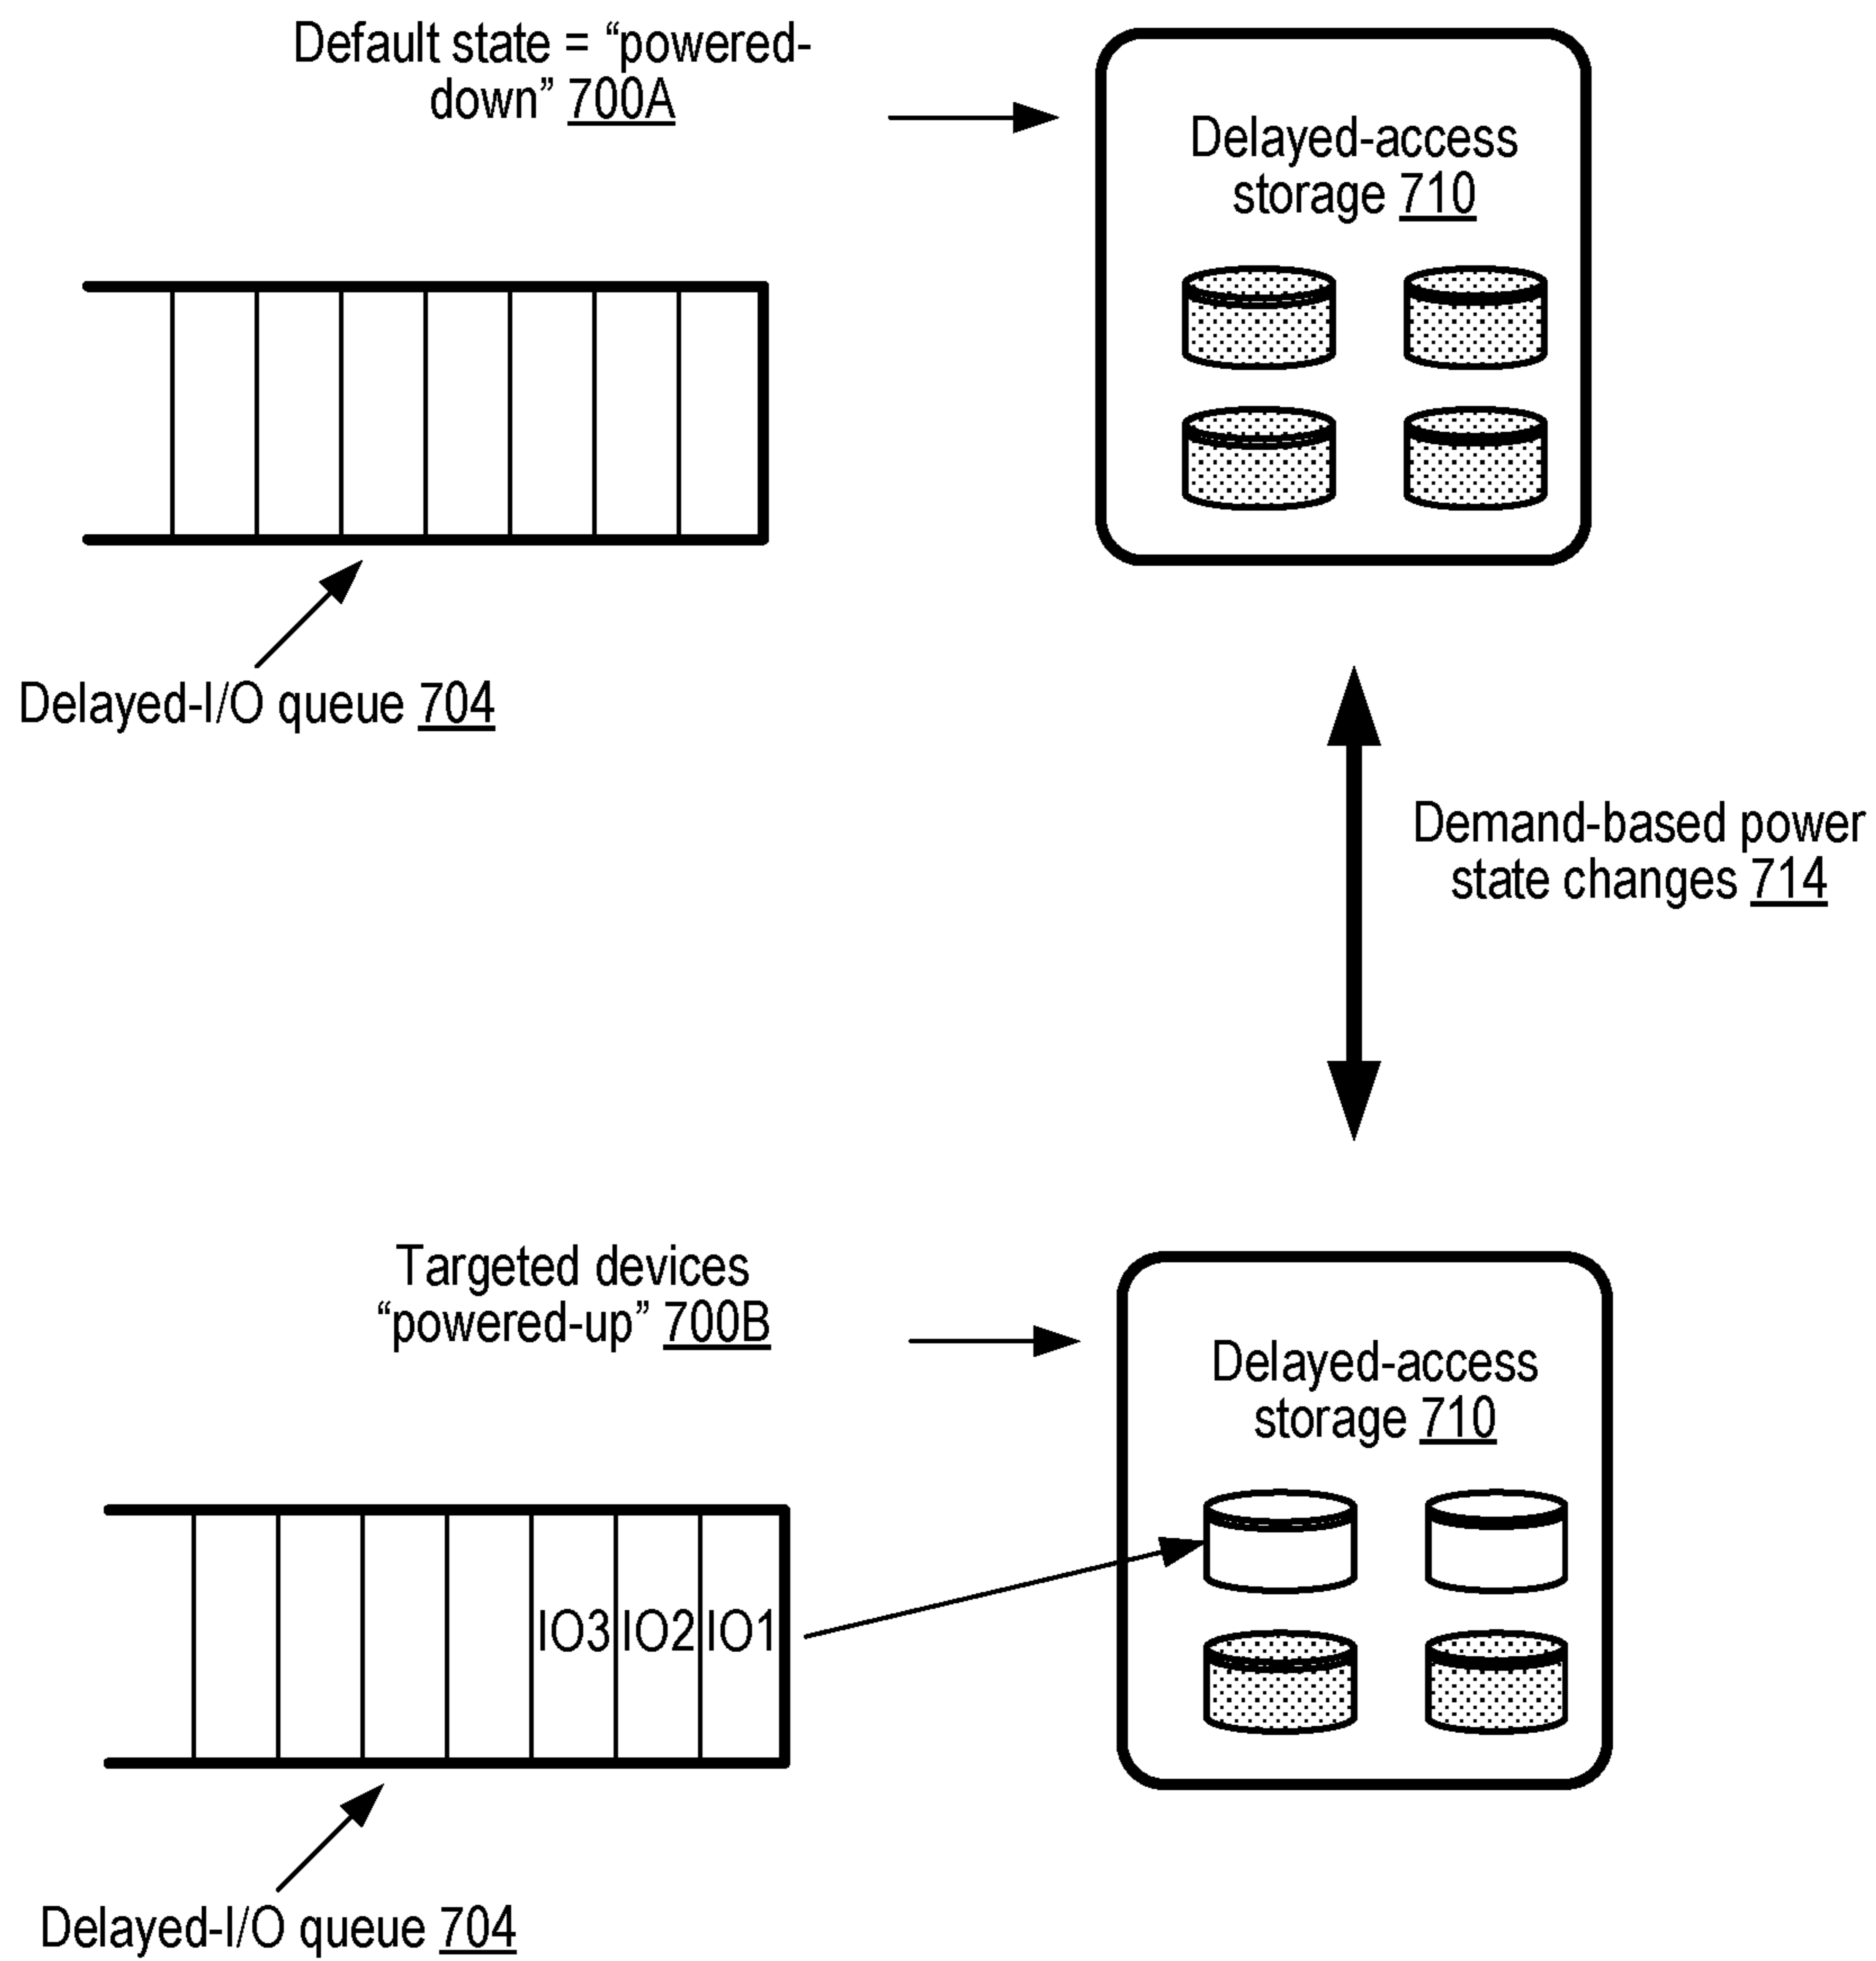 Default state = “powered-
down” 700A
Delayed-access
storage 710
Delayed-I/O queue 704
Demand-based power
state changes 714
Targeted devices
“powered-up” 700B
Delayed-access
storage 710
IO3 IO2 IO1
Delayed-I/O queue 704